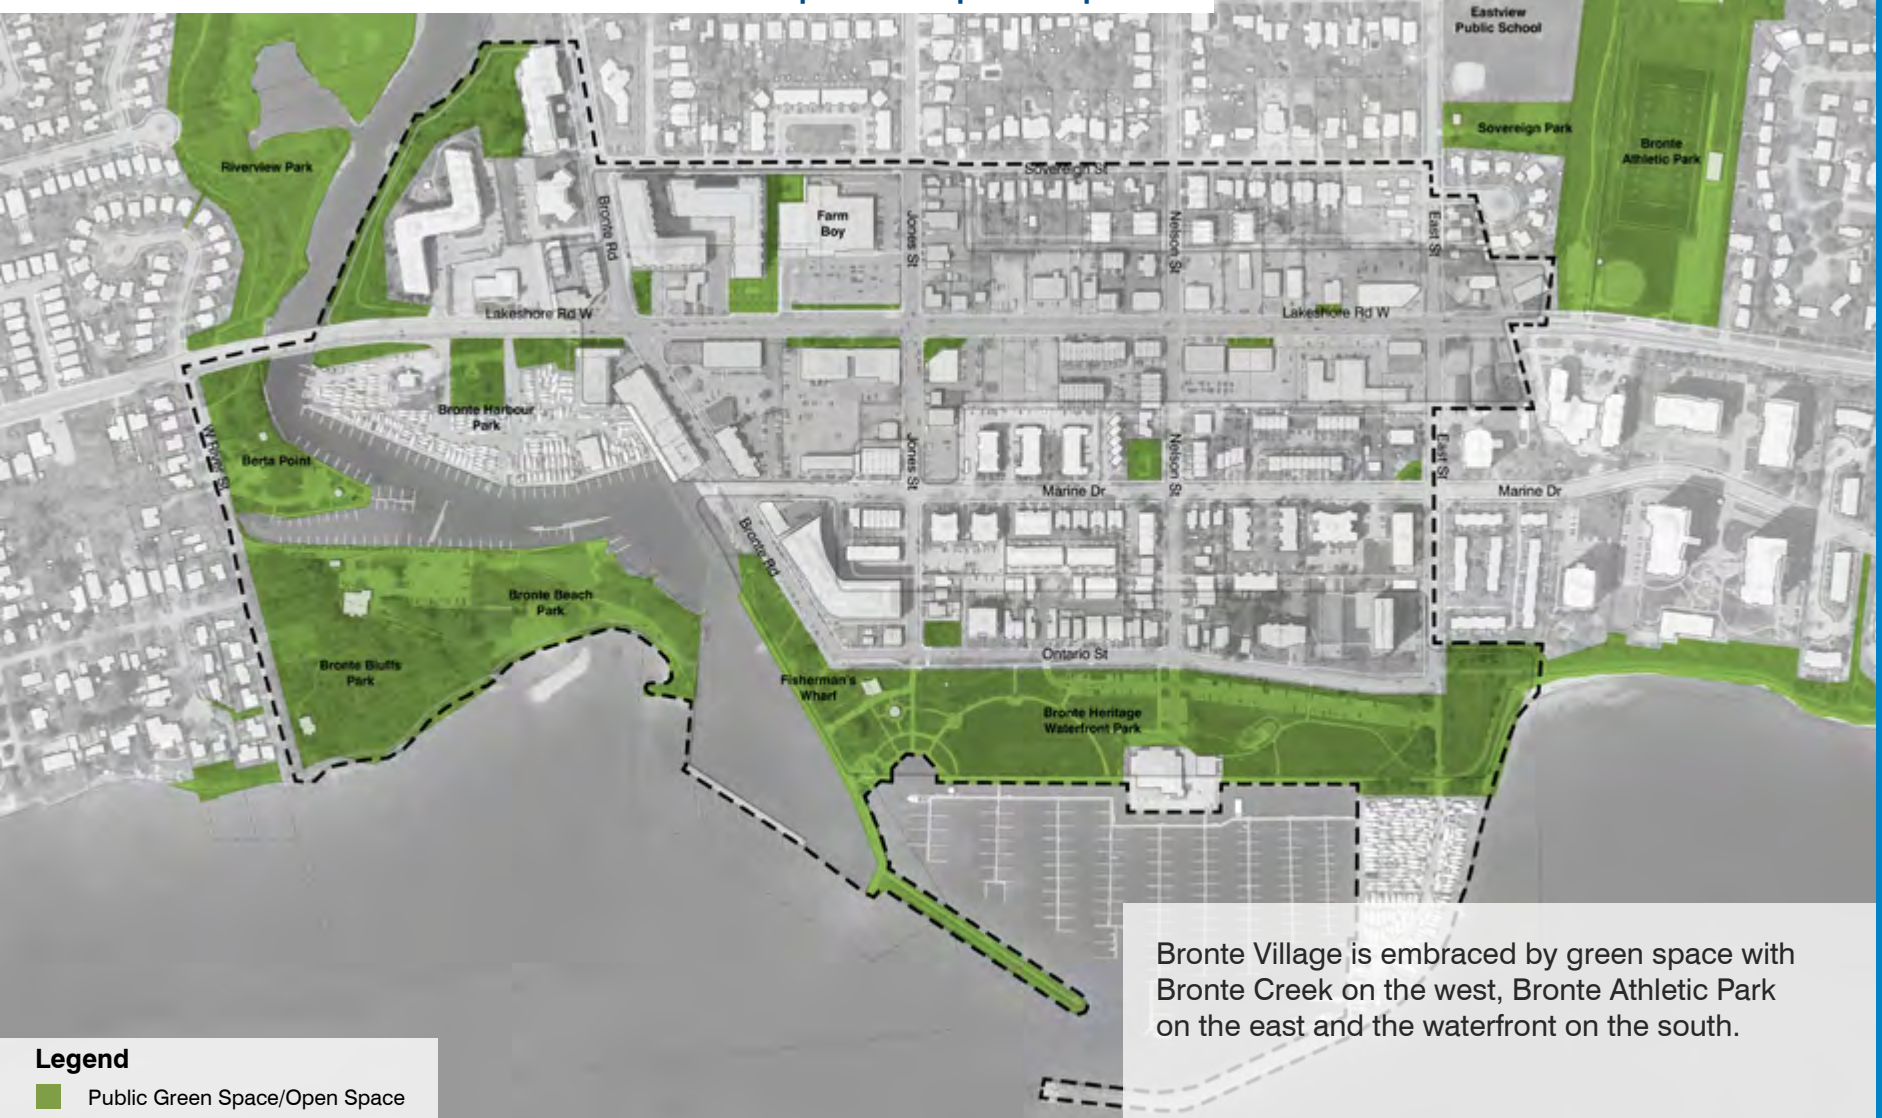 Eastview
Public School
Sovereign Park
Bronte
Athletic Park
Riverview Park
Sovereign St
Farm
Boy
Bronte Rd
Jones St
Nelson St
East St
Lakeshore Rd W
Lakeshore Rd W
Bronte Harbour
Park
W River St
Berta Point
Jones St
Nelson St
East St
Marine Dr
Marine Dr
Bronte Rd
Bronte Beach
Park
Ontario St
Bronte Bluffs
Park
Fisherman's
Wharf
Bronte Heritage
Waterfront Park
Bronte Village is embraced by green space with
Bronte Creek on the west, Bronte Athletic Park
on the east and the waterfront on the south.
Legend
Public Green Space/Open Space